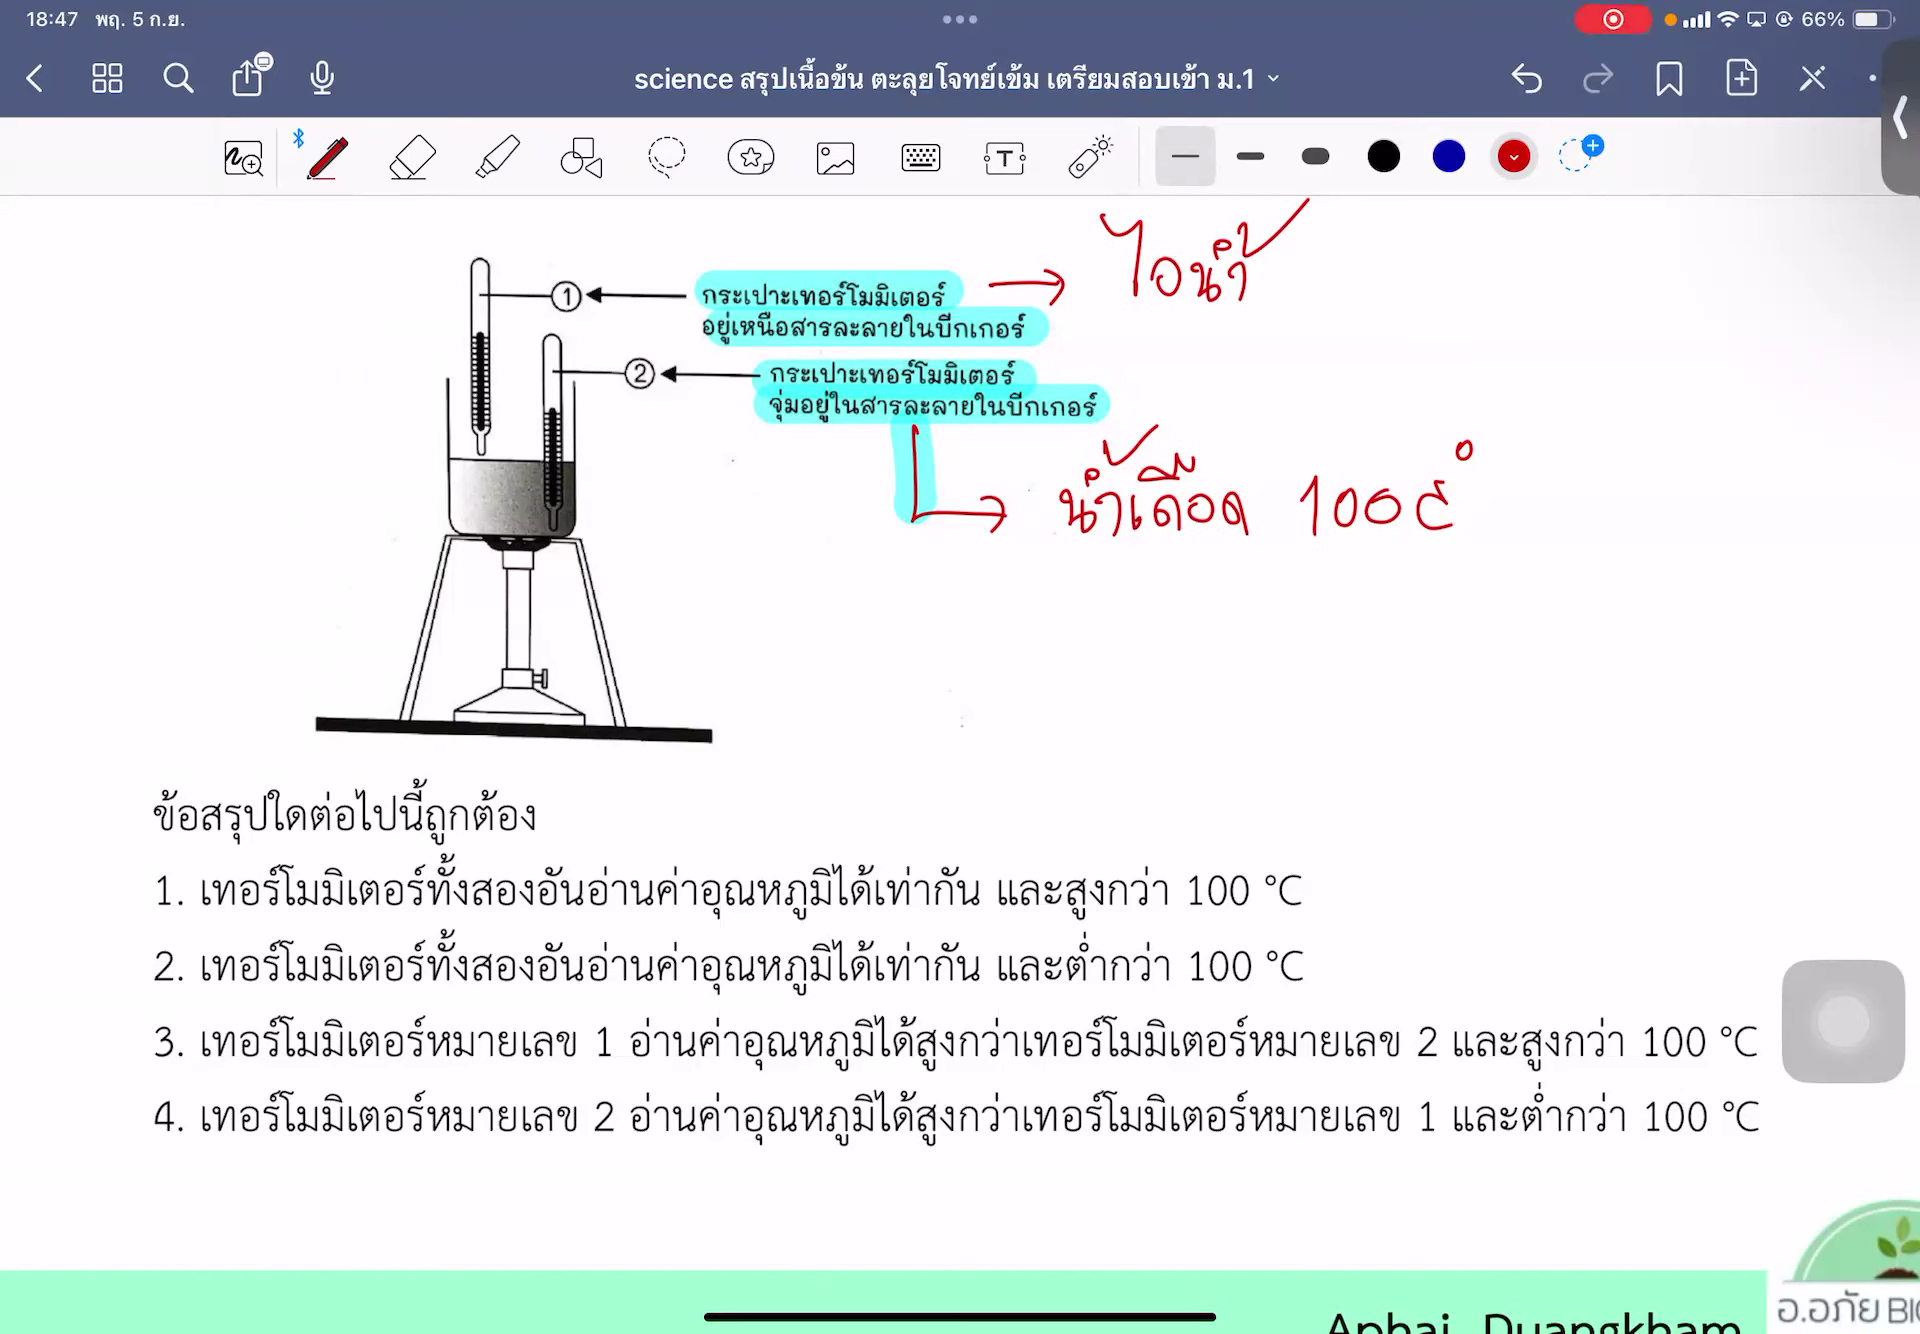 18:47 พฤ. 5 ก.ย.
66%
science สรุปเนื้อข้น ตะลุยโจทย์เข้ม เตรียมสอบเข้า ม.1
T
ไอน้ำ
1
กระเปาะเทอร์โมมิเตอร์
อยู่เหนือสารละลายในบีกเกอร์
2
กระเปาะเทอร์โมมิเตอร์
จุ่มอยู่ในสารละลายในบีกเกอร์
น้ำเดือด 100 c°
ข้อสรุปใดต่อไปนี้ถูกต้อง
1. เทอร์โมมิเตอร์ทั้งสองอันอ่านค่าอุณหภูมิได้เท่ากัน และสูงกว่า 100 °C
2. เทอร์โมมิเตอร์ทั้งสองอันอ่านค่าอุณหภูมิได้เท่ากัน และต่ำกว่า 100 °C
3. เทอร์โมมิเตอร์หมายเลข 1 อ่านค่าอุณหภูมิได้สูงกว่าเทอร์โมมิเตอร์หมายเลข 2 และสูงกว่า 100 °C
4. เทอร์โมมิเตอร์หมายเลข 2 อ่านค่าอุณหภูมิได้สูงกว่าเทอร์โมมิเตอร์หมายเลข 1 และต่ำกว่า 100 °C
Aphai Duangkham
อ.อภัย BIO